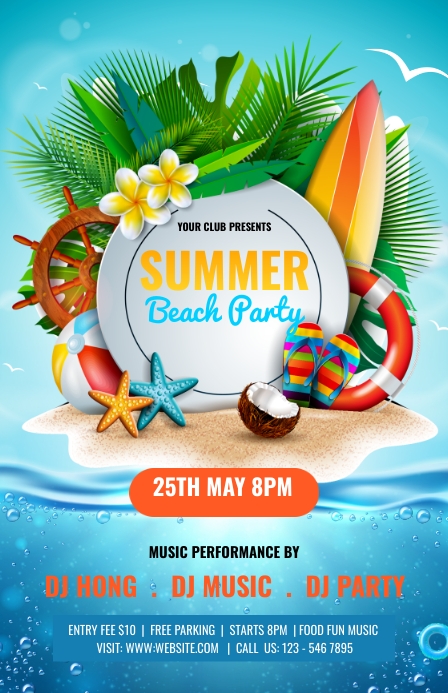 YOUR CLUB PRESENTS
SUMMER
Beach Party
25TH MAY 8PM
MUSIC PERFORMANCE BY
DJ HONG . DJ MUSIC . DJ PARTY
ENTRY FEE $10 | FREE PARKING | STARTS 8PM | FOOD FUN MUSIC
VISIT: WWW.WEBSITE.COM | CALL US: 123 - 546 7895